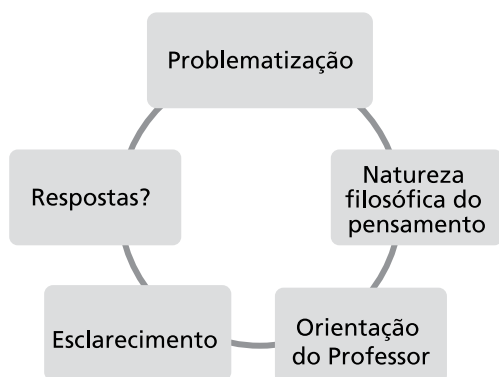 Problematização
Natureza
filosófica do
pensamento
Orientação
do Professor
Esclarecimento
Respostas?